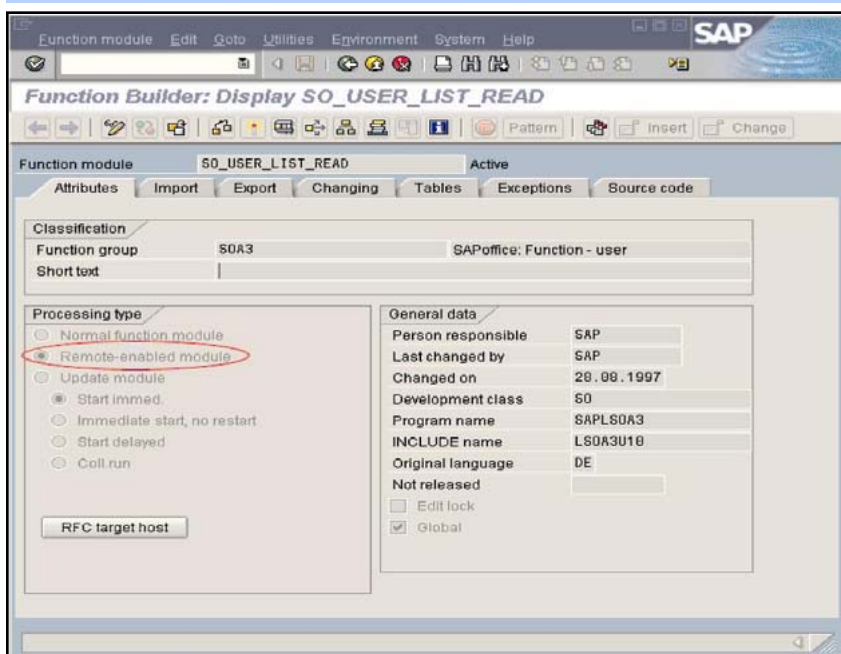 Function module Edit Goto Utilities Environment System Help
SAP
Function Builder: Display SO_USER_LIST_READ
Pattern Insert Change
Function module SO_USER_LIST_READ Active
Attributes Import Export Changing Tables Exceptions Source code
Classification
Function group SOA3 SAPoffice: Function - user
Short text
Processing type
Normal function module
Remote-enabled module
Update module
Start immed.
Immediate start, no restart
Start delayed
Coll.run
RFC target host
General data
Person responsible SAP
Last changed by SAP
Changed on 28.08.1997
Development class SO
Program name SAPLSOA3
INCLUDE name LSOA3U10
Original language DE
Not released
Edit lock
Global